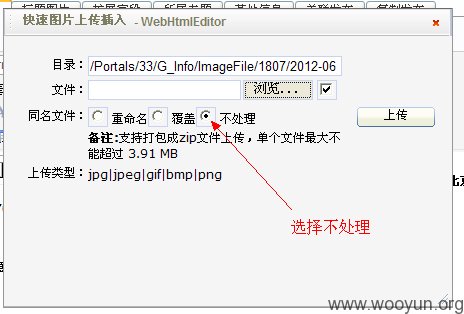 快速图片上传插入 - WebHtmlEditor
目录： /Portals/33/G_Info/ImageFile/1807/2012-06
文件： 浏览...
同名文件： 重命名 覆盖 不处理 上传
备注:支持打包成zip文件上传，单个文件最大不
能超过 3.91 MB
上传类型： jpg|jpeg|gif|bmp|png
选择不处理
www.wooyun.org